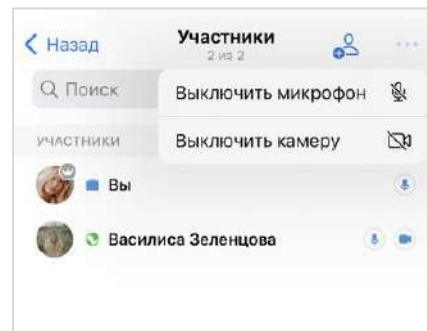 Назад
Участники
2 из 2
Поиск
Выключить микрофон
УЧАСТНИКИ
Выключить камеру
Вы
Василиса Зеленцова